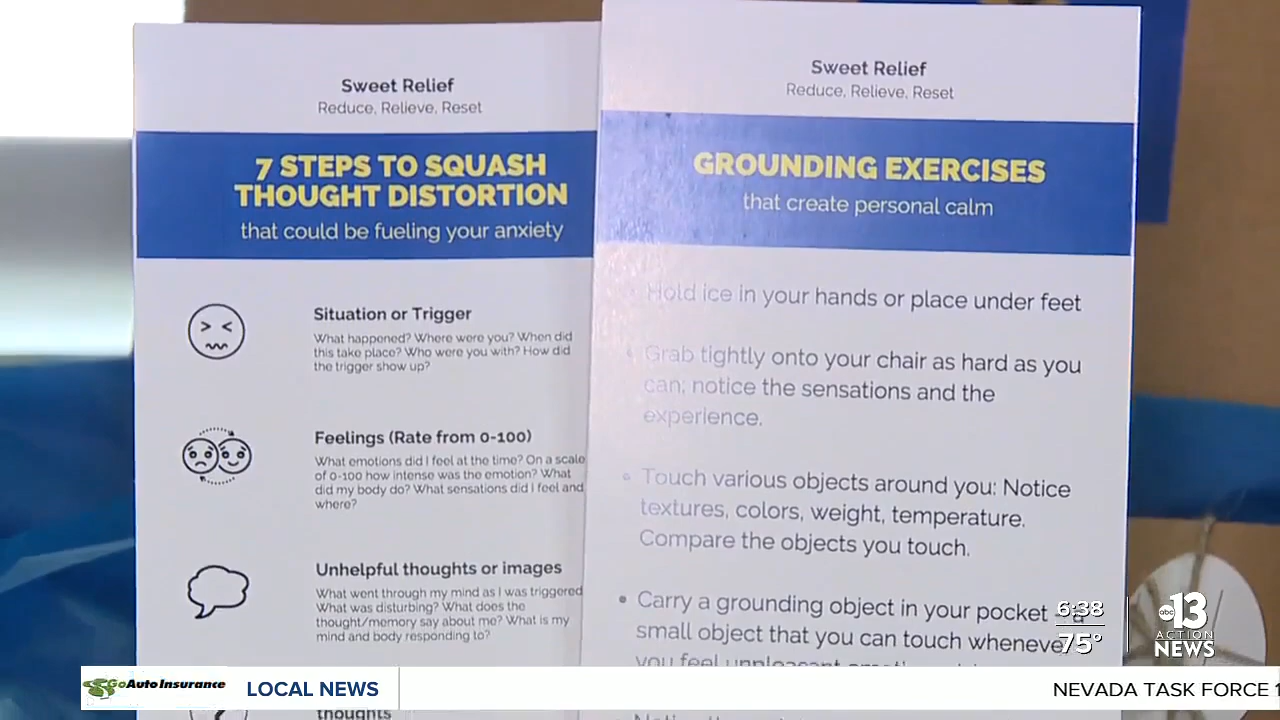 Sweet Relief
Reduce, Relieve, Reset
7 STEPS TO SQUASH
THOUGHT DISTORTION
that could be fueling your anxiety
Situation or Trigger
What happened? Where were you? When did
this take place? Who were you with? How did
the trigger show up?
Feelings (Rate from 0-100)
What emotions did I feel at the time? On a scale
of 0-100 how intense was the emotion? What
did my body do? What sensations did I feel and
where?
Unhelpful thoughts or images
What went through my mind as I was triggered
What was disturbing? What does the
thought/memory say about me? What is my
mind and body responding to?
thoughts
Sweet Relief
Reduce, Relieve, Reset
GROUNDING EXERCISES
that create personal calm
Hold ice in your hands or place under feet
Grab tightly onto your chair as hard as you
can; notice the sensations and the
experience.
Touch various objects around you: Notice
textures, colors, weight, temperature.
Compare the objects you touch.
Carry a grounding object in your pocket - a
small object that you can touch wheneve
you feel unpleasant
6:38
75°
abc 13
ACTION
NEWS
GoAuto Insurance
LOCAL NEWS
NEVADA TASK FORCE 1